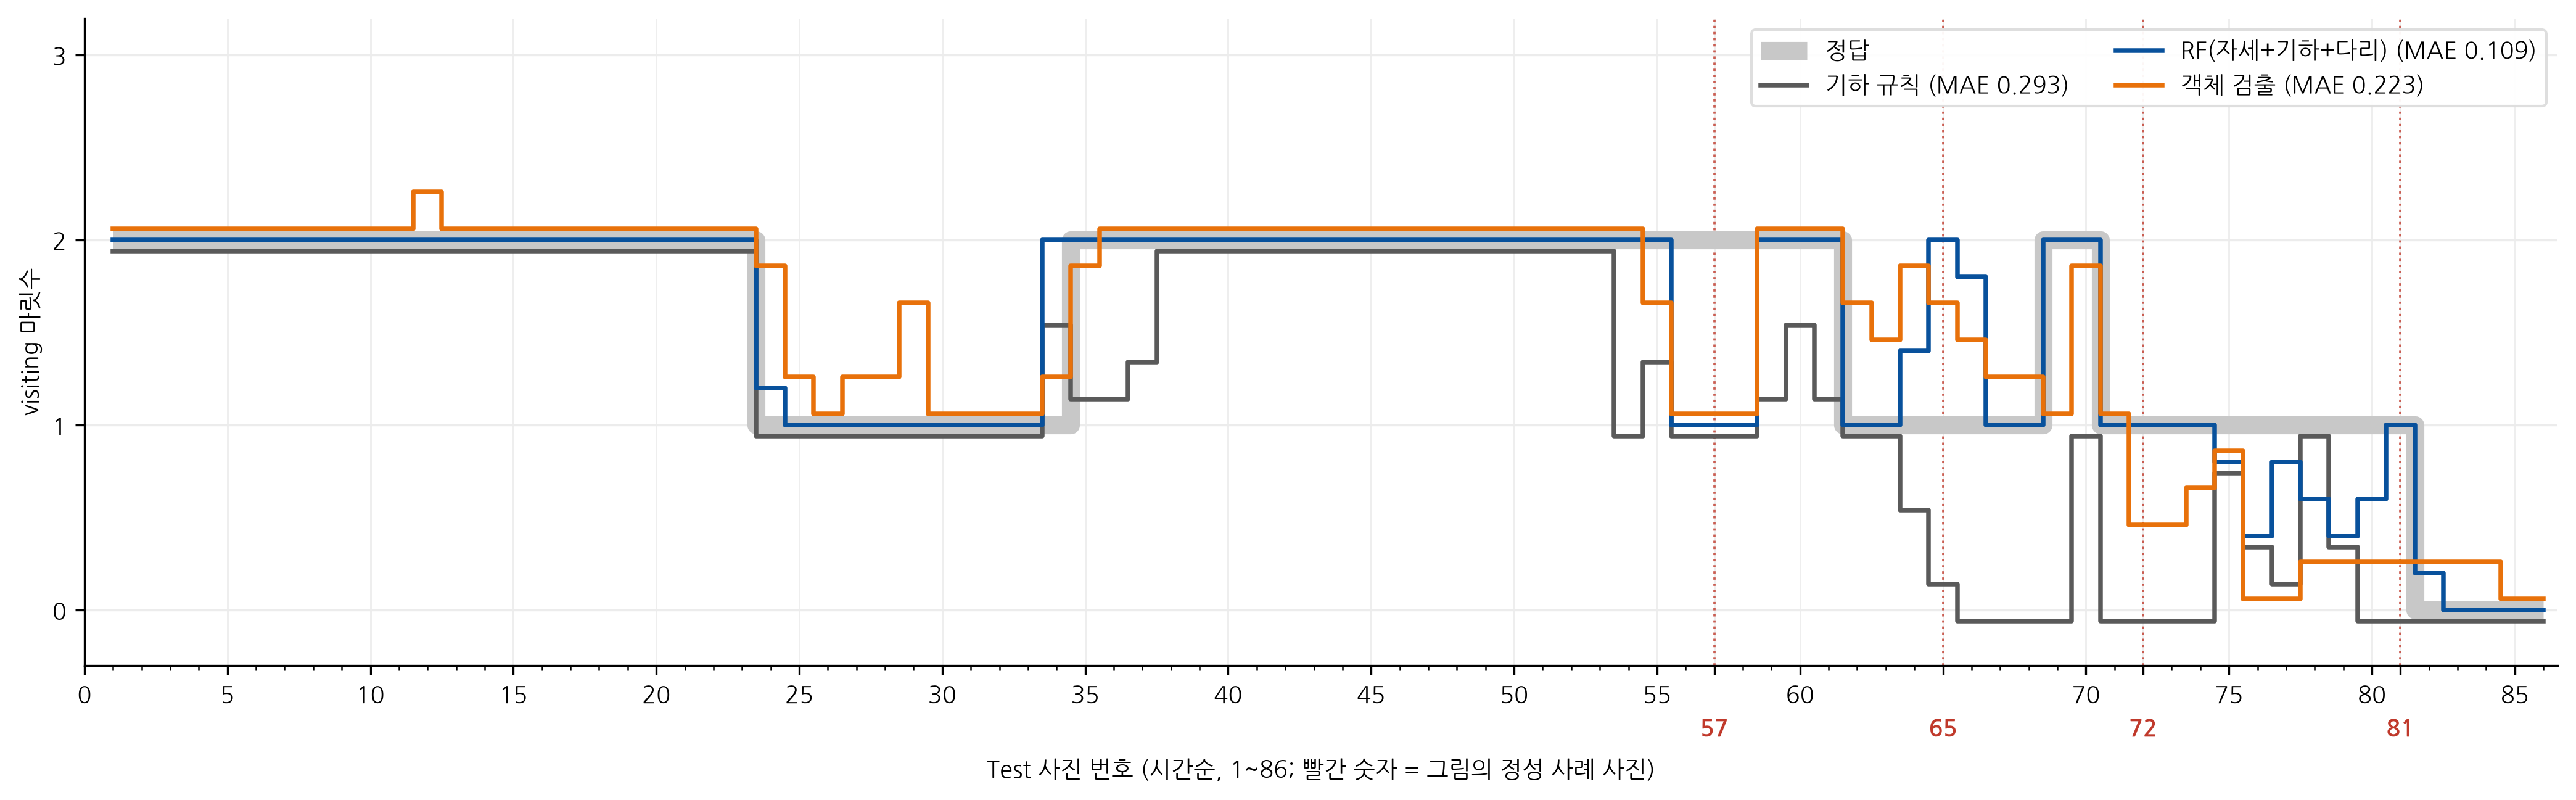 3
2
1
0
visiting 마릿수
정답
기하 규칙 (MAE 0.293)
RF(자세+기하+다리) (MAE 0.109)
객체 검출 (MAE 0.223)
0 5 10 15 20 25 30 35 40 45 50 55 60 70 75 80 85
57 65 72 81
Test 사진 번호 (시간순, 1~86; 빨간 숫자 = 그림의 정성 사례 사진)